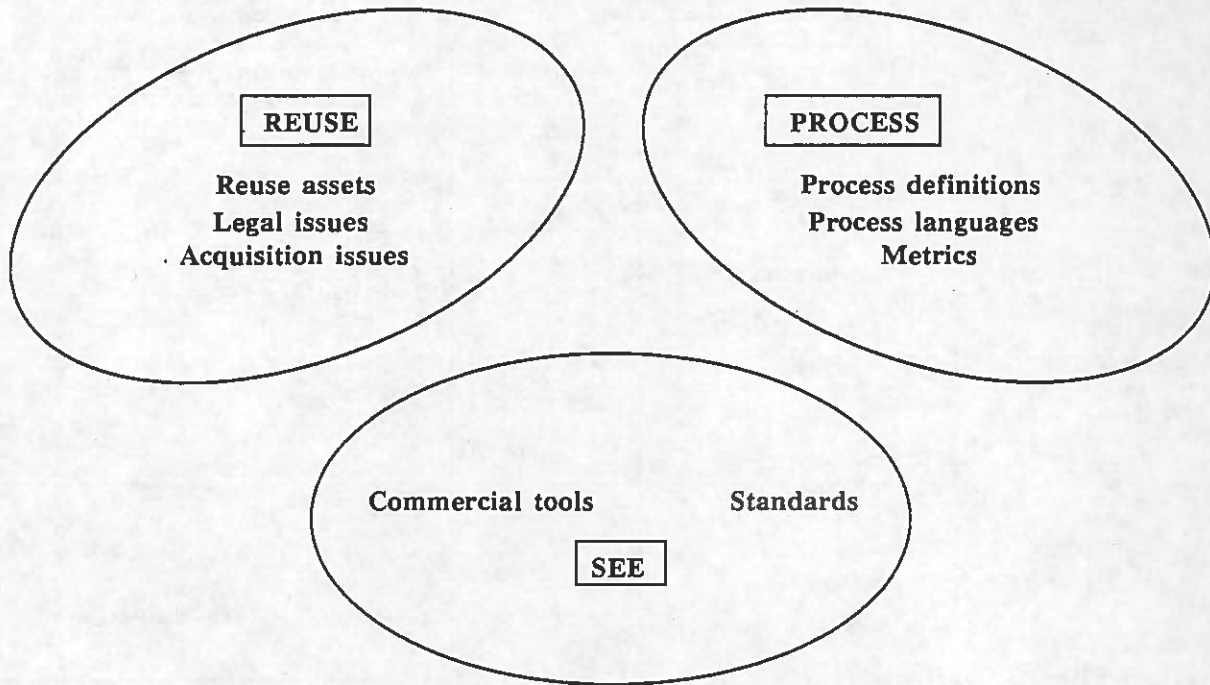 REUSE
Reuse assets
Legal issues
Acquisition issues
PROCESS
Process definitions
Process languages
Metrics
Commercial tools
Standards
SEE